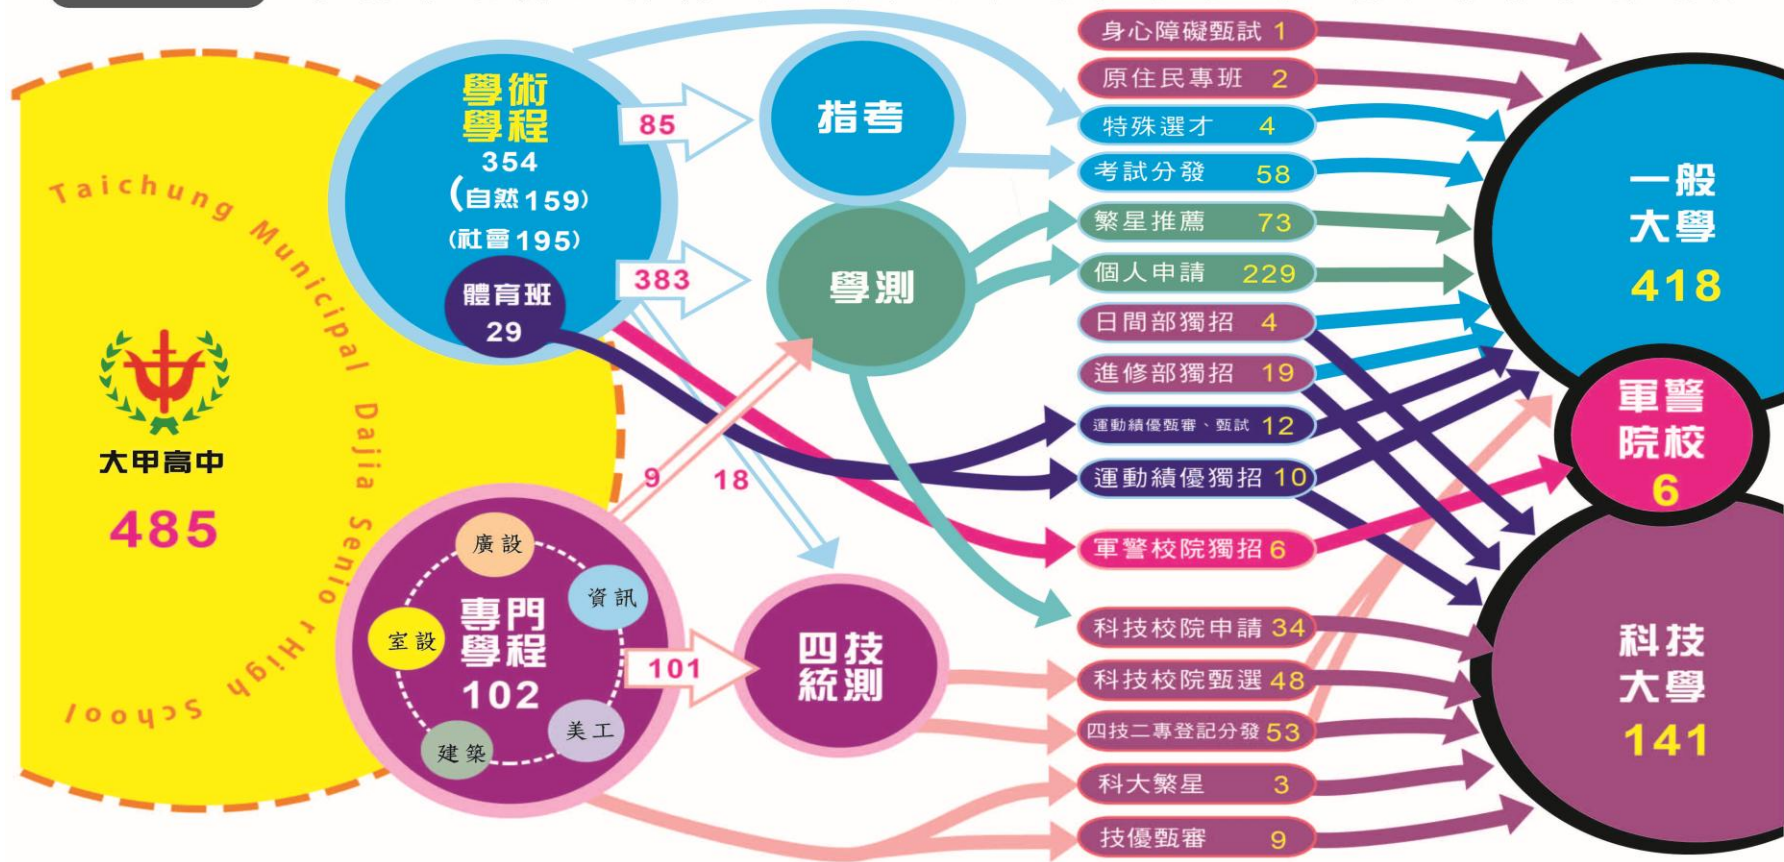 Taichung Municipal Dajia Senio rHigh School
大甲高中
485
學術
學程
354
(自然159)
(社會195)
體育班
29
85
383
9
18
101
廣設
資訊
室設
專門
學程
102
建築
美工
指考
學測
四技
統測
身心障礙甄試 1
原住民專班 2
特殊選才 4
考試分發 58
繁星推薦 73
個人申請 229
日間部獨招 4
進修部獨招 19
運動績優甄審、甄試 12
運動績優獨招 10
軍警校院獨招 6
科技校院申請 34
科技校院甄選 48
四技二專登記分發 53
科大繁星 3
技優甄審 9
一般
大學
418
軍警
院校
6
科技
大學
141